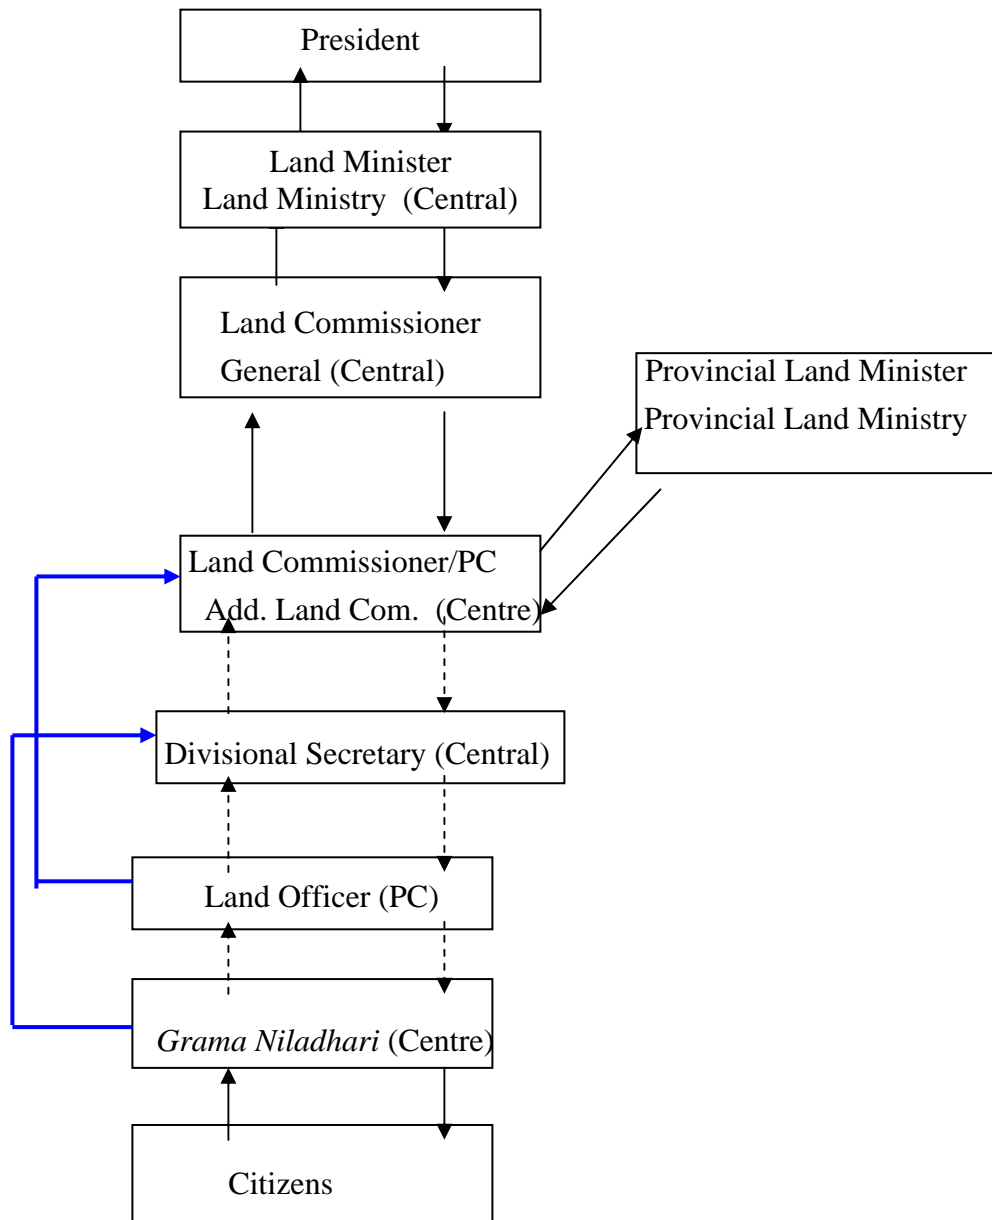 President
Land Minister
Land Ministry (Central)
Land Commissioner
General (Central)
Provincial Land Minister
Provincial Land Ministry
Land Commissioner/PC
Add. Land Com. (Centre)
Divisional Secretary (Central)
Land Officer (PC)
Grama Niladhari (Centre)
Citizens